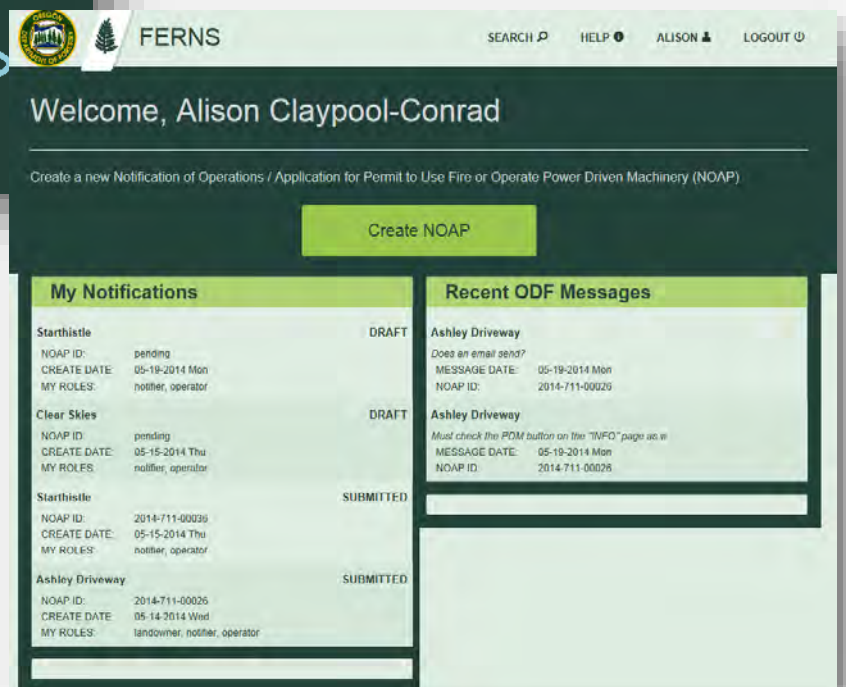 OREGON
DEPARTMENT OF FORESTRY
FERNS
SEARCH
HELP
ALISON
LOGOUT
Welcome, Alison Claypool-Conrad
Create a new Notification of Operations / Application for Permit to Use Fire or Operate Power Driven Machinery (NOAP)
Create NOAP
My Notifications
Starthistle DRAFT
NOAP ID: pending
CREATE DATE: 05-19-2014 Mon
MY ROLES: notifier, operator
Clear Skies DRAFT
NOAP ID: pending
CREATE DATE: 05-15-2014 Thu
MY ROLES: notifier, operator
Starthistle SUBMITTED
NOAP ID: 2014-711-00036
CREATE DATE: 05-15-2014 Thu
MY ROLES: notifier, operator
Ashley Driveway SUBMITTED
NOAP ID: 2014-711-00026
CREATE DATE: 05-14-2014 Wed
MY ROLES: landowner, notifier, operator
Recent ODF Messages
Ashley Driveway
Does an email send?
MESSAGE DATE: 05-19-2014 Mon
NOAP ID: 2014-711-00026
Ashley Driveway
Must check the PDM button on the "INFO" page as w
MESSAGE DATE: 05-19-2014 Mon
NOAP ID: 2014-711-00026